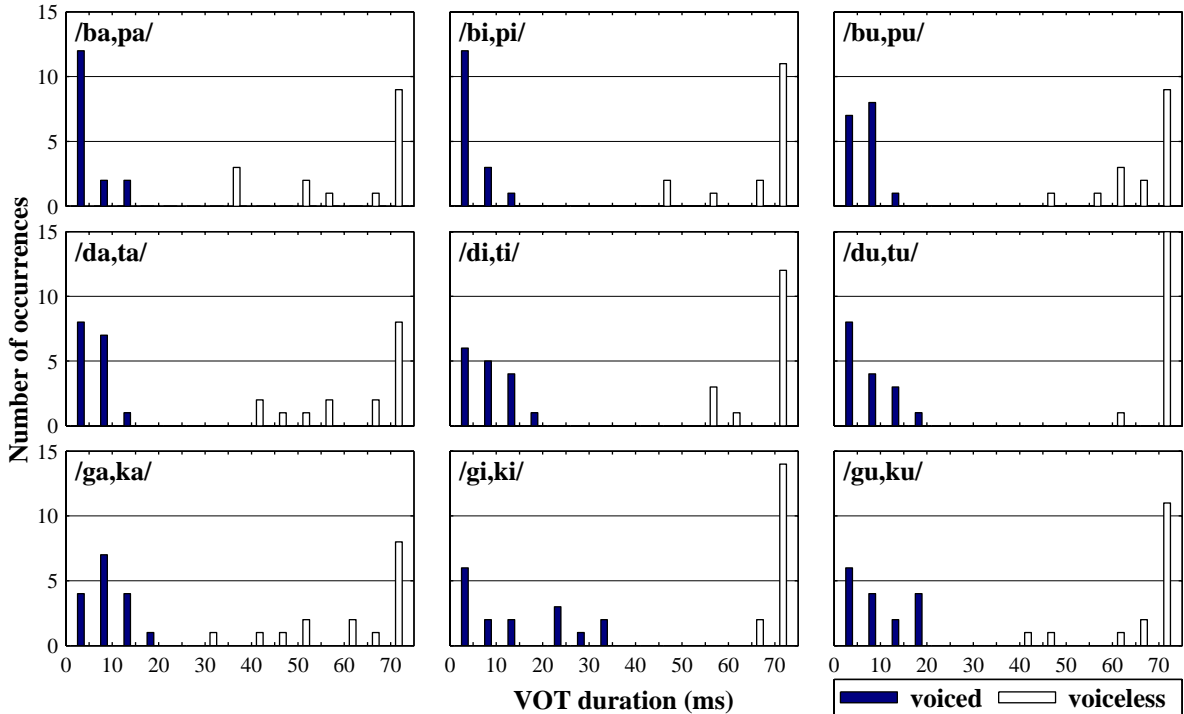 /ba,pa/
/bi,pi/
/bu,pu/
15
10
5
0
/da,ta/
/di,ti/
/du,tu/
15
10
5
0
/ga,ka/
/gi,ki/
/gu,ku/
15
10
5
0
0 10 20 30 40 50 60 70
0 10 20 30 40 50 60 70
0 10 20 30 40 50 60 70
Number of occurrences
VOT duration (ms)
voiced voiceless